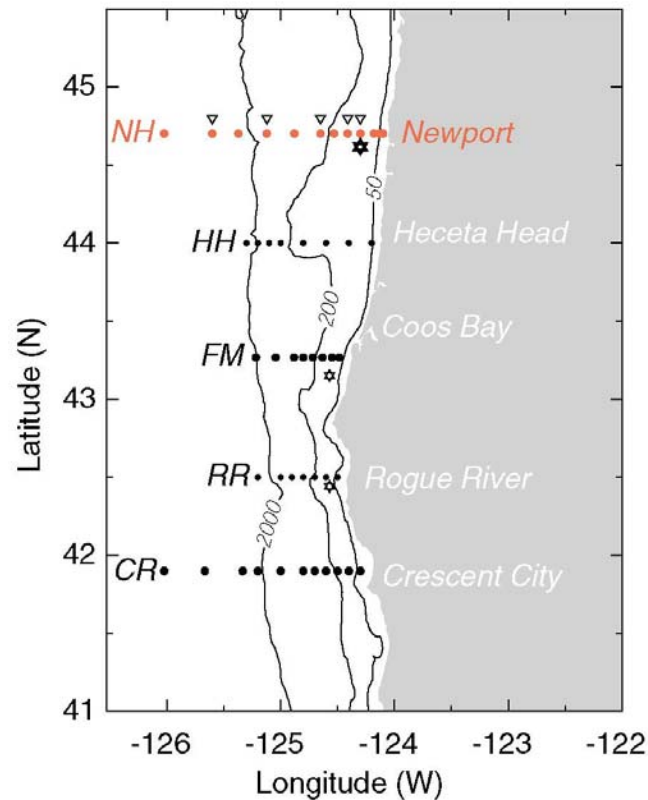 45
NH
Newport
50
44
HH
Heceta Head
200
Coos Bay
FM
43
Latitude (N)
RR
Rogue River
2000
42
CR
Crescent City
41
-126 -125 -124 -123 -122
Longitude (W)